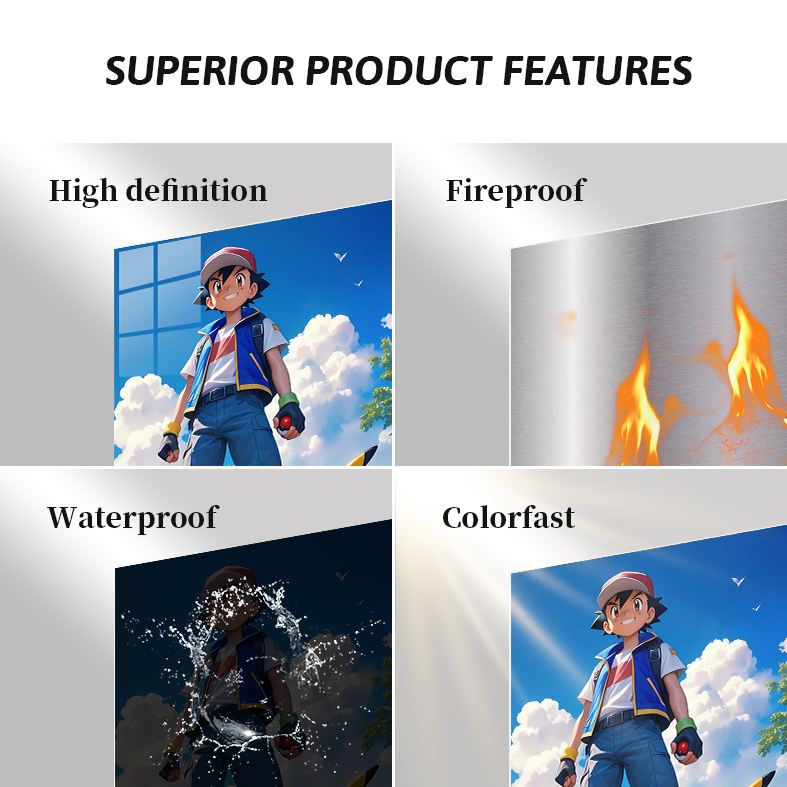 SUPERIOR PRODUCT FEATURES
High definition
Fireproof
Waterproof
Colorfast